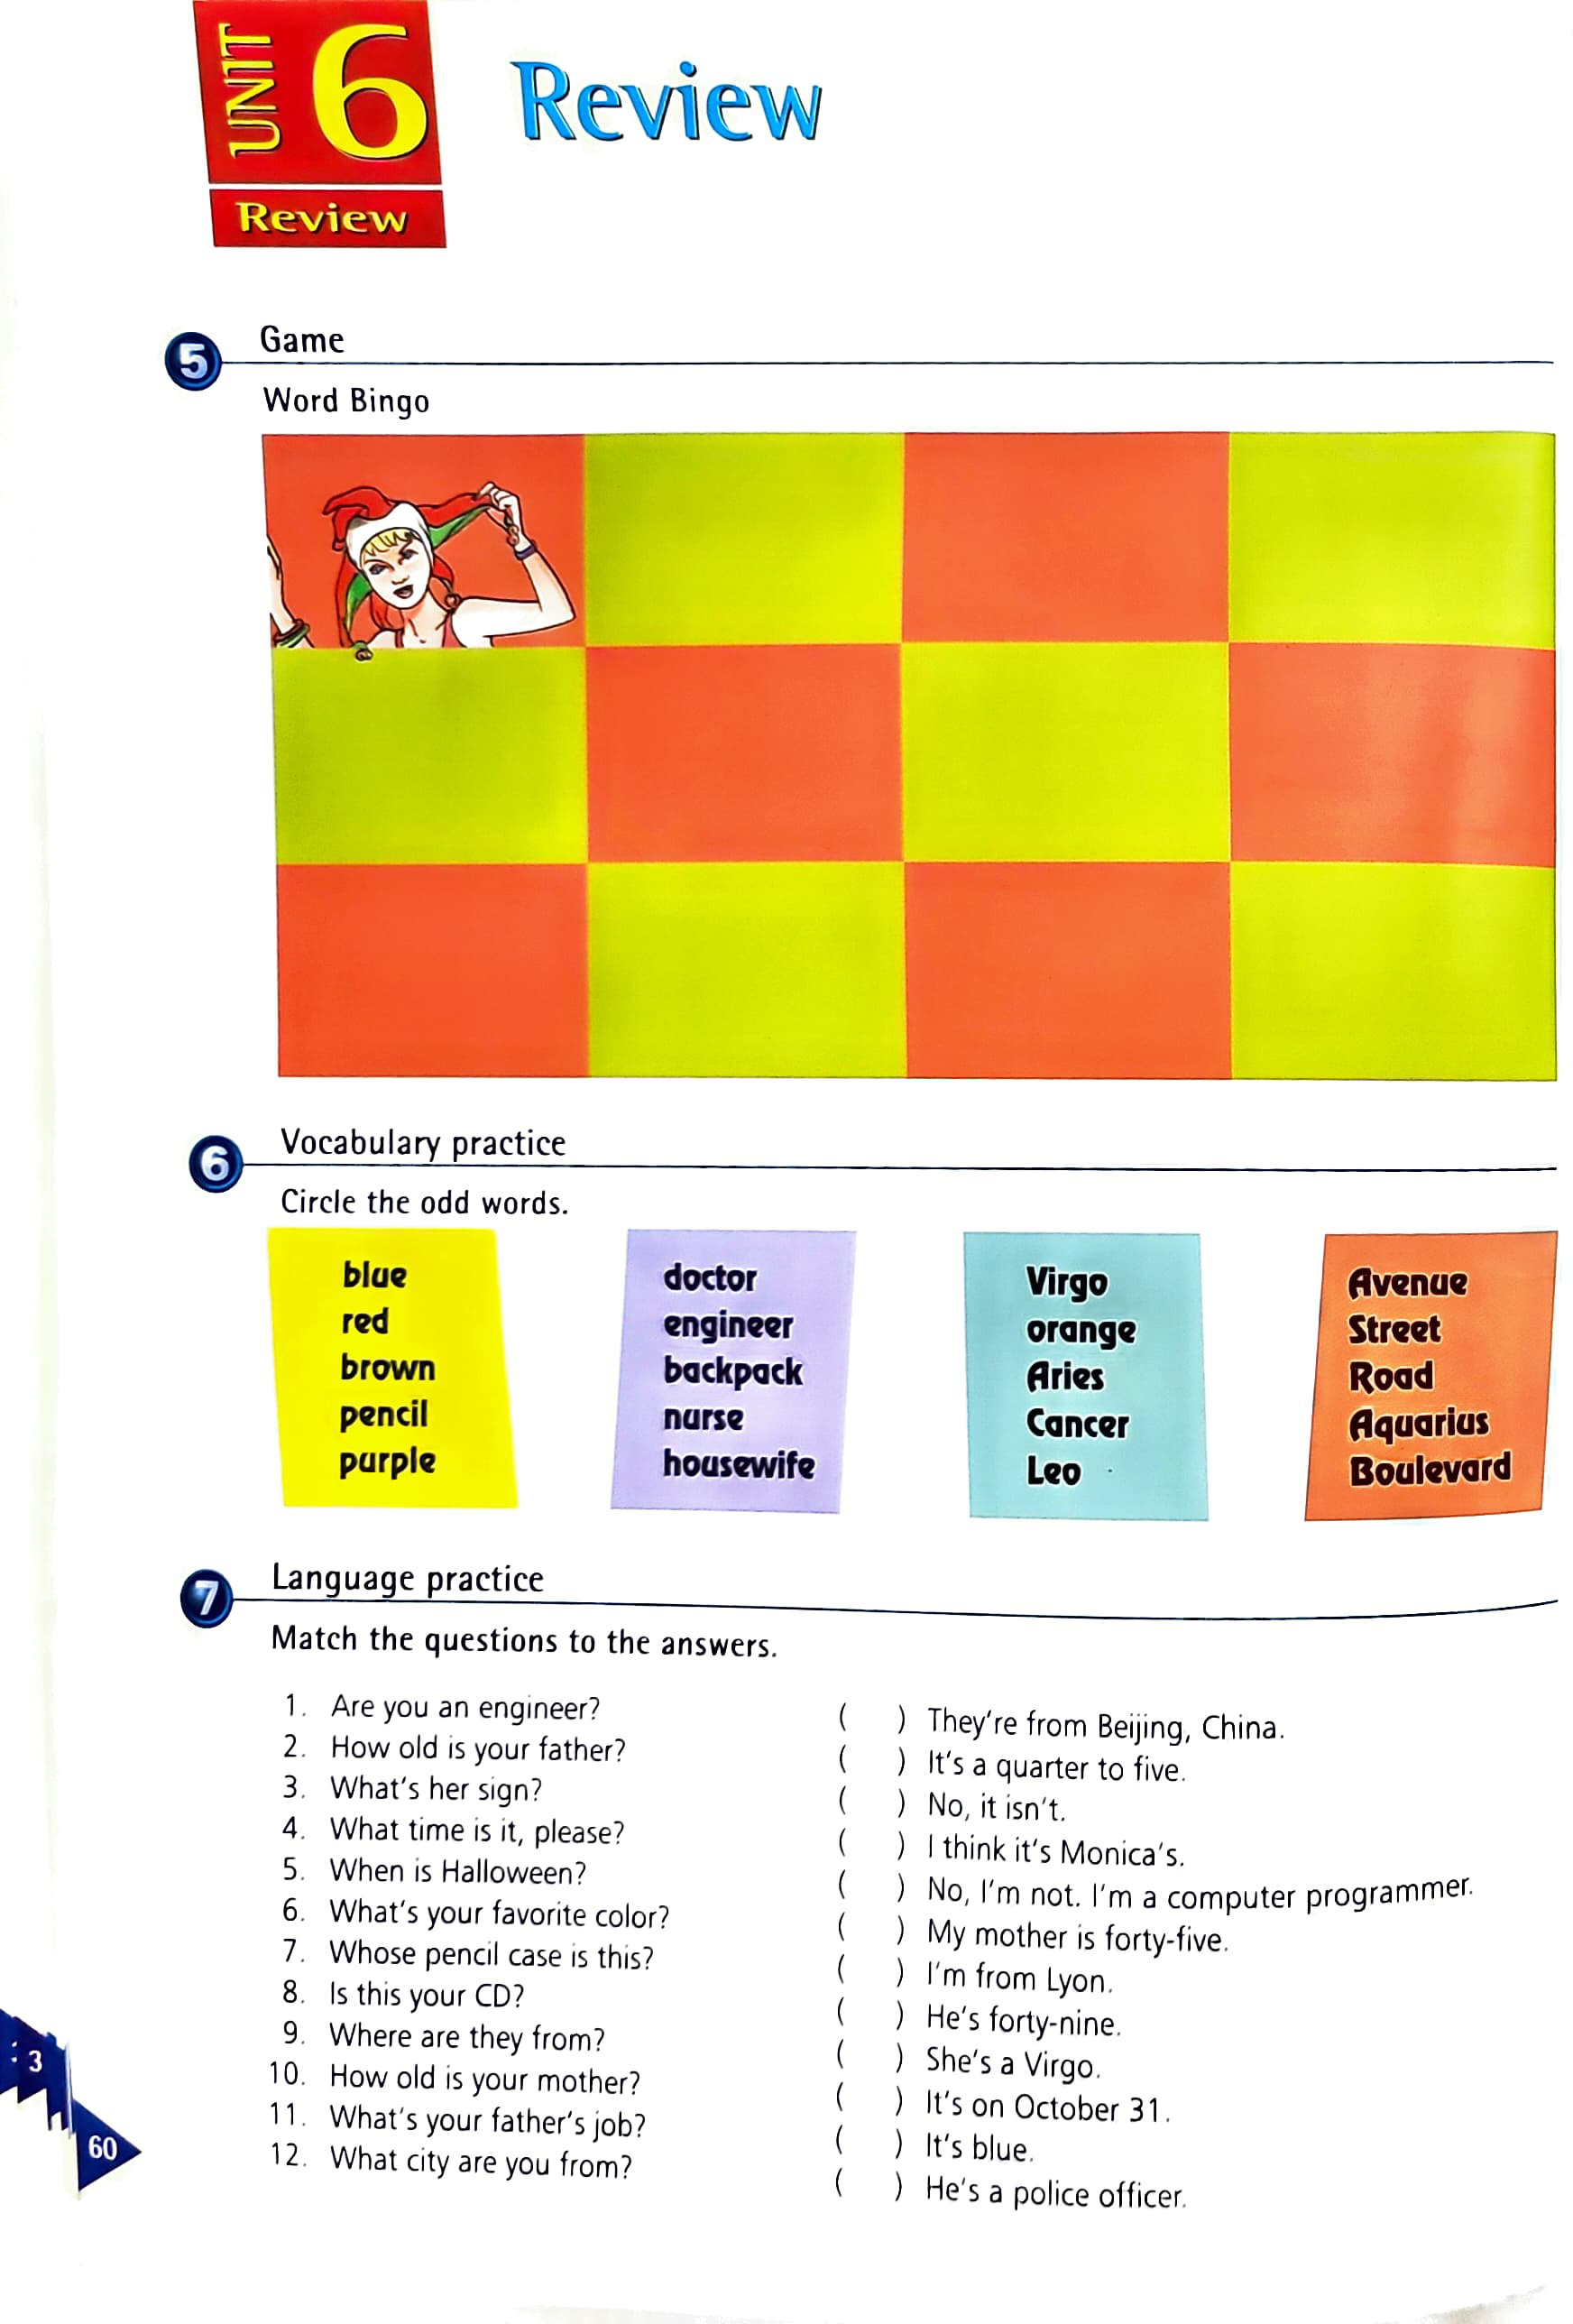 UNIT 6
Review
Review
5 Game
Word Bingo
6 Vocabulary practice
Circle the odd words.
blue
red
brown
pencil
purple
doctor
engineer
backpack
nurse
housewife
Virgo
orange
Aries
Cancer
Leo
Avenue
Street
Road
Aquarius
Boulevard
7 Language practice
Match the questions to the answers.
1. Are you an engineer?
2. How old is your father?
3. What's her sign?
4. What time is it, please?
5. When is Halloween?
6. What's your favorite color?
7. Whose pencil case is this?
8. Is this your CD?
9. Where are they from?
10. How old is your mother?
11. What's your father's job?
12. What city are you from?
( ) They're from Beijing, China.
( ) It's a quarter to five.
( ) No, it isn't.
( ) I think it's Monica's.
( ) No, I'm not. I'm a computer programmer.
( ) My mother is forty-five.
( ) I'm from Lyon.
( ) He's forty-nine.
( ) She's a Virgo.
( ) It's on October 31.
( ) It's blue.
( ) He's a police officer.
: 3
60